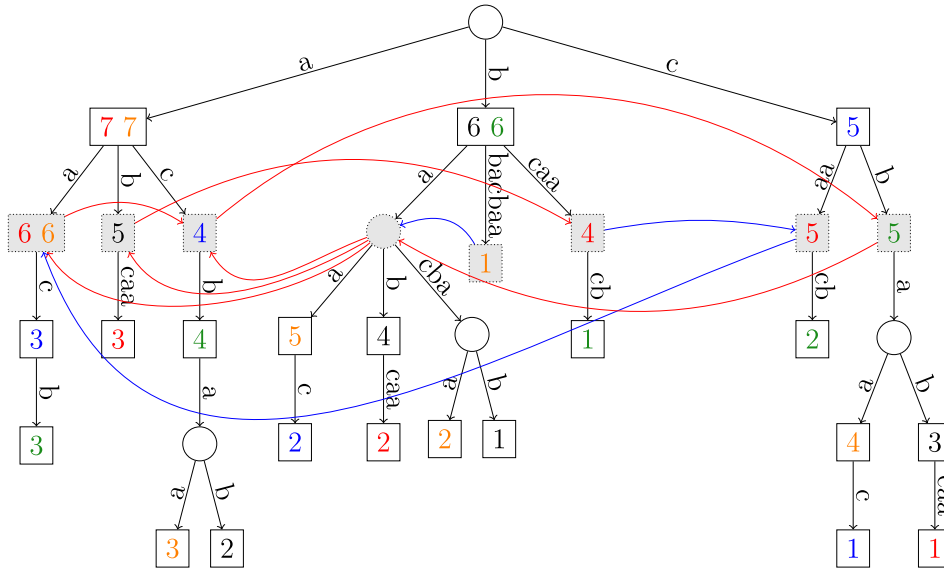 a b c
7 7 6 6 5
a b c a bacbaa caa aa b
6 6 5 4 1 4 5 5
c caa b a b cba cb cb a
3 3 4 5 4 1 2
b a c caa a b a b
3 2 2 2 1 4 3
a b c caa
3 2 1 1